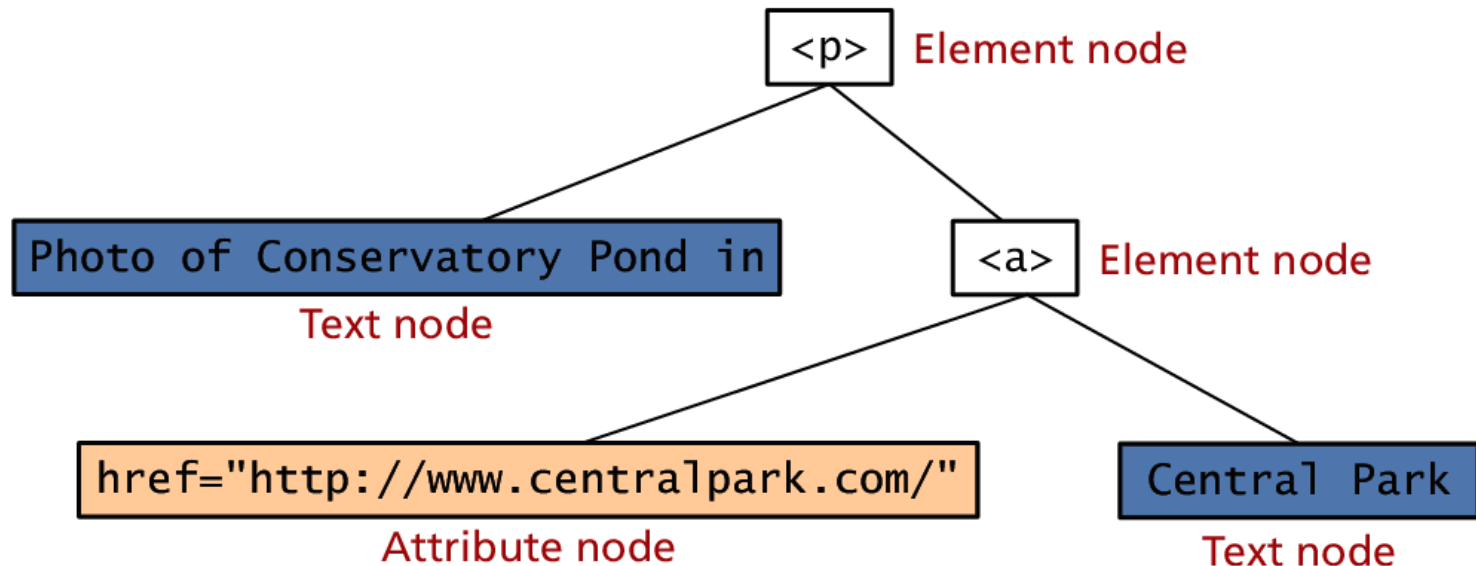 <p> Element node
Photo of Conservatory Pond in
<a> Element node
Text node
href="http://www.centralpark.com/"
Central Park
Attribute node
Text node